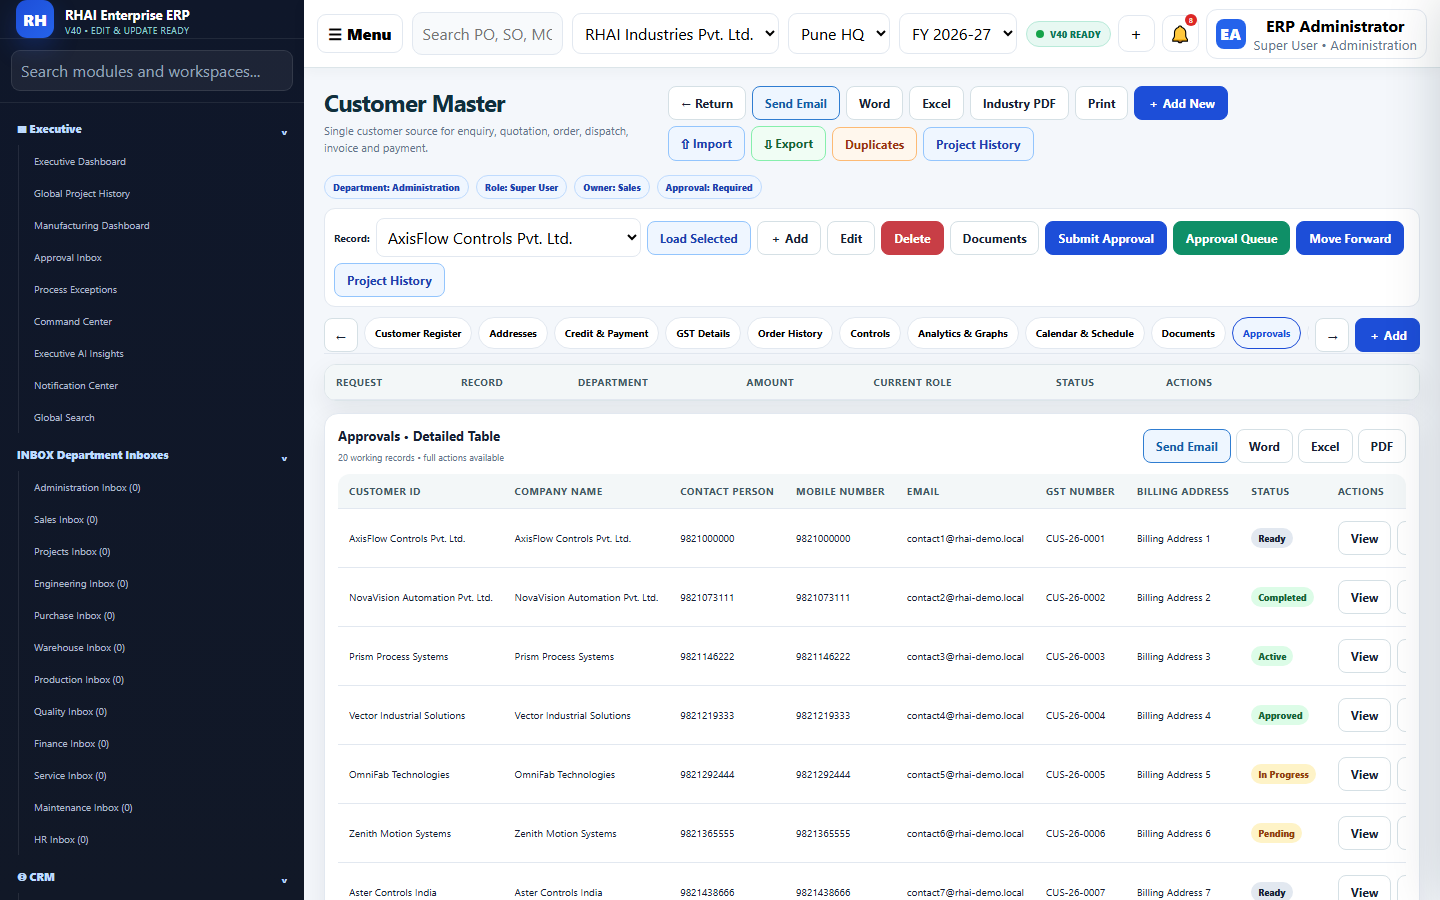 RH
RHAI Enterprise ERP
V40 • EDIT & UPDATE READY
Search modules and workspaces...
Executive
Executive Dashboard
Global Project History
Manufacturing Dashboard
Approval Inbox
Process Exceptions
Command Center
Executive AI Insights
Notification Center
Global Search
INBOX Department Inboxes
Administration Inbox (0)
Sales Inbox (0)
Projects Inbox (0)
Engineering Inbox (0)
Purchase Inbox (0)
Warehouse Inbox (0)
Production Inbox (0)
Quality Inbox (0)
Finance Inbox (0)
Service Inbox (0)
Maintenance Inbox (0)
HR Inbox (0)
CRM
☰ Menu
Search PO, SO, MC
RHAI Industries Pvt. Ltd.
Pune HQ
FY 2026-27
V40 READY
+
8
EA
ERP Administrator
Super User • Administration
Customer Master
Single customer source for enquiry, quotation, order, dispatch,
invoice and payment.
← Return
Send Email
Word
Excel
Industry PDF
Print
+ Add New
⇧ Import
⇩ Export
Duplicates
Project History
Department: Administration
Role: Super User
Owner: Sales
Approval: Required
Record:
AxisFlow Controls Pvt. Ltd.
Load Selected
+ Add
Edit
Delete
Documents
Submit Approval
Approval Queue
Move Forward
Project History
←
Customer Register
Addresses
Credit & Payment
GST Details
Order History
Controls
Analytics & Graphs
Calendar & Schedule
Documents
Approvals
→
+ Add
REQUEST RECORD DEPARTMENT AMOUNT CURRENT ROLE STATUS ACTIONS
Approvals • Detailed Table
20 working records • full actions available
Send Email
Word
Excel
PDF
CUSTOMER ID COMPANY NAME CONTACT PERSON MOBILE NUMBER EMAIL GST NUMBER BILLING ADDRESS STATUS ACTIONS
AxisFlow Controls Pvt. Ltd. AxisFlow Controls Pvt. Ltd. 9821000000 9821000000 contact1@rhai-demo.local CUS-26-0001 Billing Address 1 Ready View
NovaVision Automation Pvt. Ltd. NovaVision Automation Pvt. Ltd. 9821073111 9821073111 contact2@rhai-demo.local CUS-26-0002 Billing Address 2 Completed View
Prism Process Systems Prism Process Systems 9821146222 9821146222 contact3@rhai-demo.local CUS-26-0003 Billing Address 3 Active View
Vector Industrial Solutions Vector Industrial Solutions 9821219333 9821219333 contact4@rhai-demo.local CUS-26-0004 Billing Address 4 Approved View
OmniFab Technologies OmniFab Technologies 9821292444 9821292444 contact5@rhai-demo.local CUS-26-0005 Billing Address 5 In Progress View
Zenith Motion Systems Zenith Motion Systems 9821365555 9821365555 contact6@rhai-demo.local CUS-26-0006 Billing Address 6 Pending View
Aster Controls India Aster Controls India 9821438666 9821438666 contact7@rhai-demo.local CUS-26-0007 Billing Address 7 Ready View